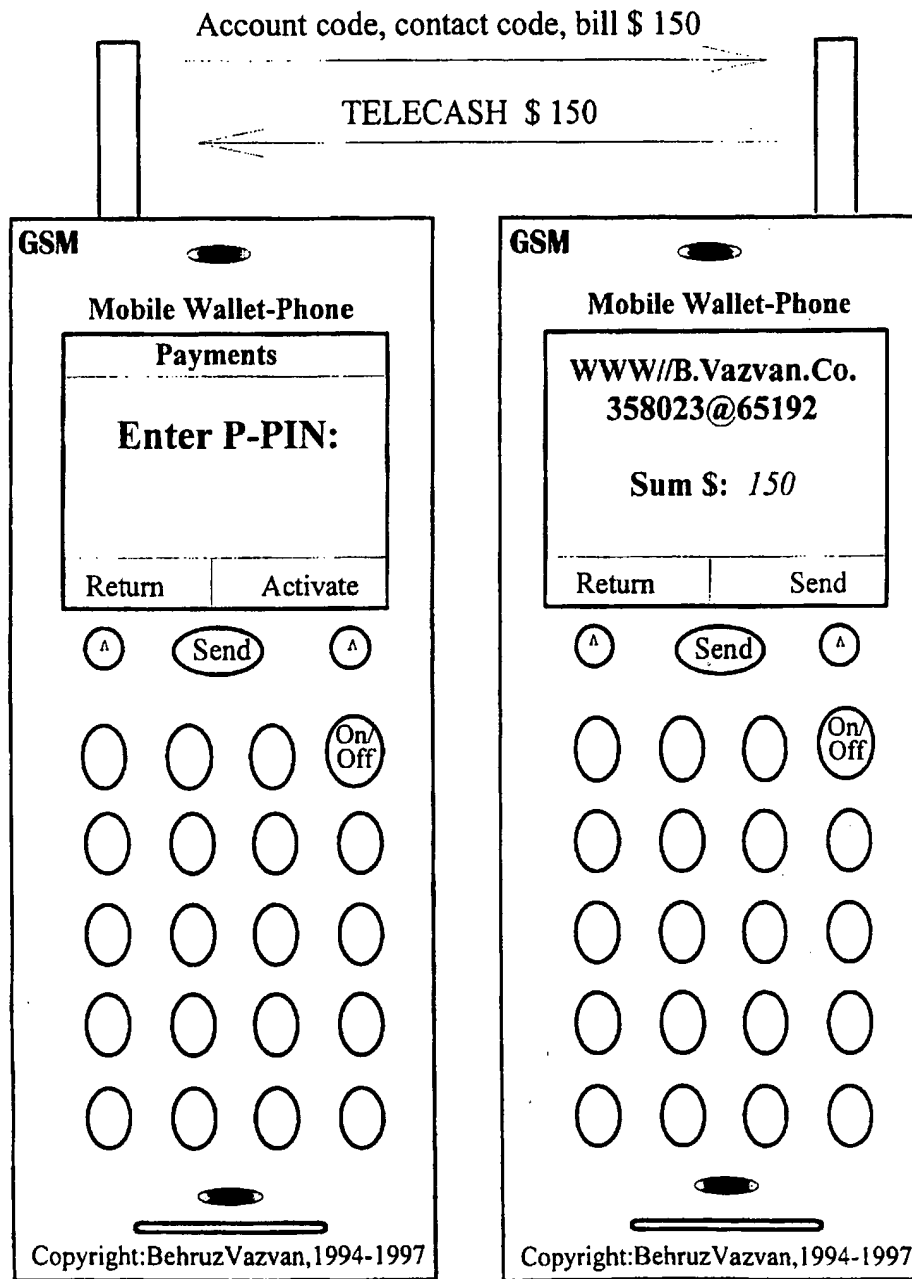 Account code, contact code, bill $ 150
TELECASH $ 150
GSM
Mobile Wallet-Phone
Payments
Enter P-PIN:
Return Activate
^ Send ^
On/
Off
Copyright:BehruzVazvan,1994-1997
GSM
Mobile Wallet-Phone
WWW//B.Vazvan.Co.
358023@65192
Sum $: 150
Return Send
^ Send ^
On/
Off
Copyright:BehruzVazvan,1994-1997